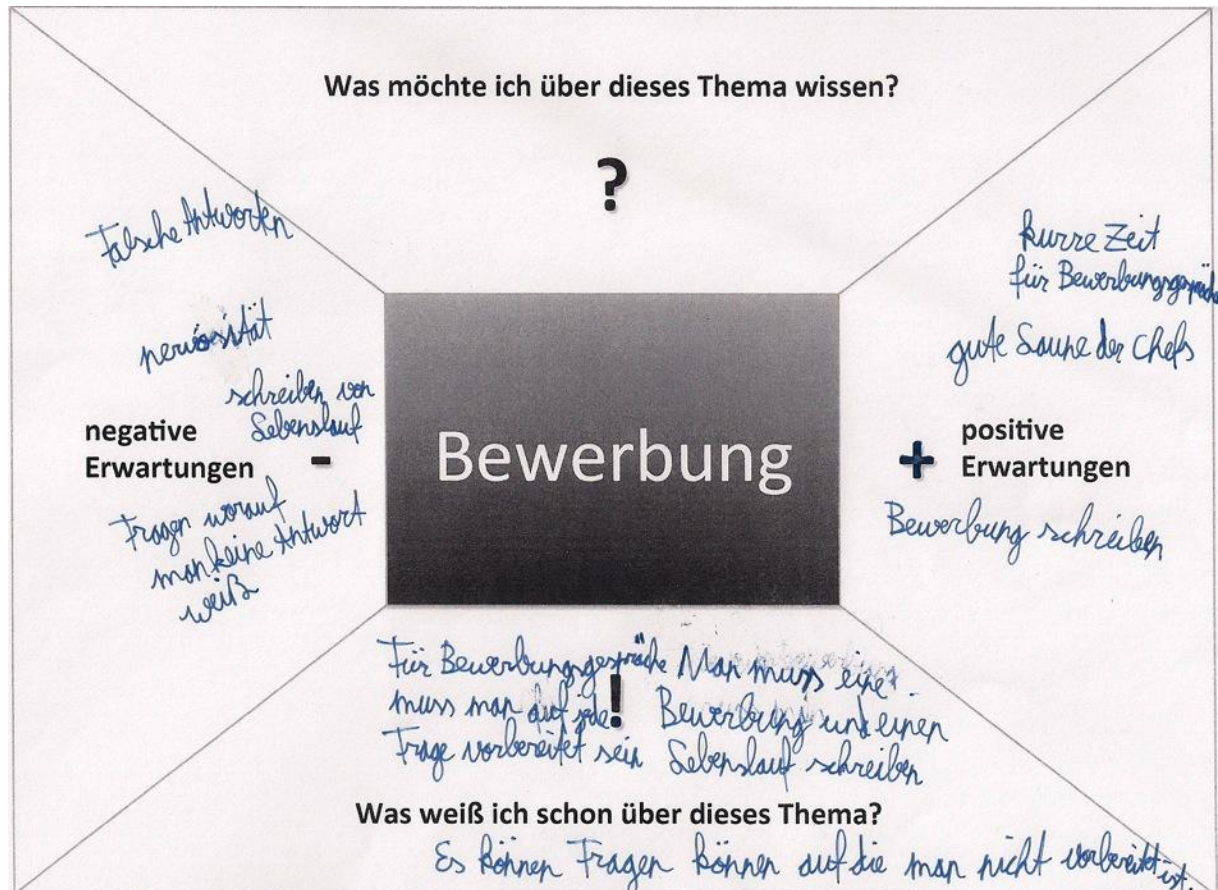 Was möchte ich über dieses Thema wissen?
?
Falsche Antworten
nervosität
schreiben von
Lebenslauf
negative
Erwartungen -
Fragen worauf
man keine Antwort
weiß
Bewerbung
kurze Zeit
für Bewerbungsgespräche
gute Laune der Chefs
+ positive
Erwartungen
Bewerbung schreiben
Für Bewerbungsgespräche
muss man auf jede
Frage vorbereitet sein
!
Man muss eine
Bewerbung und einen
Lebenslauf schreiben
Was weiß ich schon über dieses Thema?
Es können Fragen können auf die man nicht vorbereitet ist.